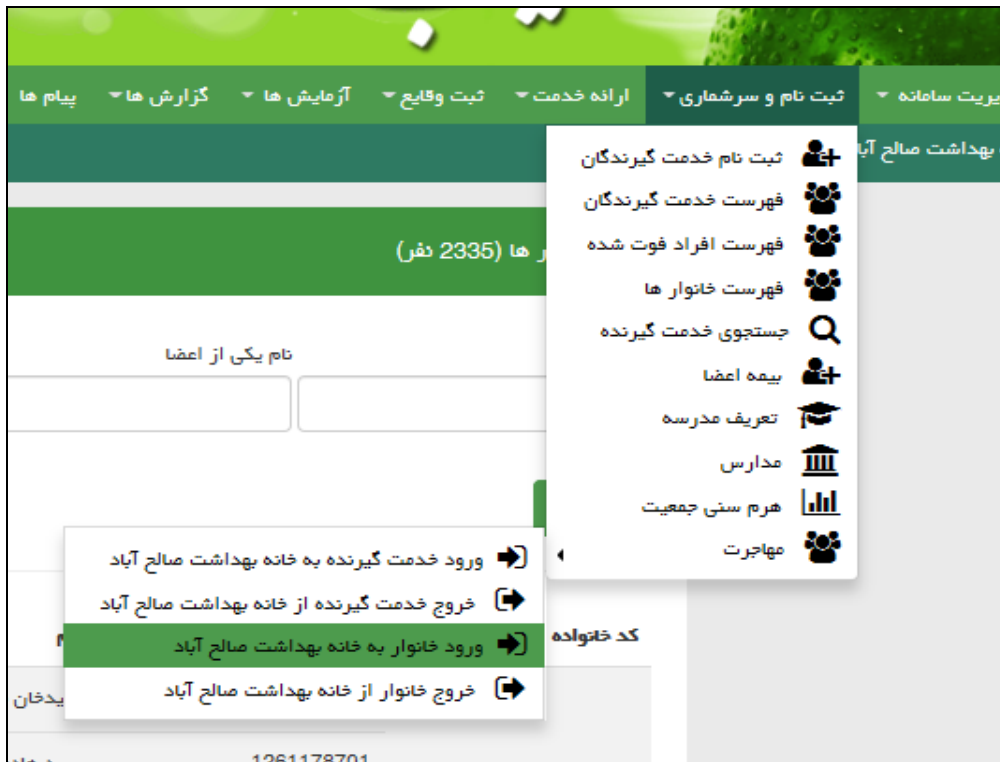 ثبت نام و سرشماری
ارائه خدمت
ثبت وقایع
آزمایش ها
گزارش ها
پیام ها
سامانه
بهداشت صالح
ثبت نام خدمت گیرندگان
فهرست خدمت گیرندگان
فهرست افراد فوت شده
فهرست خانوار ها
جستجوی خدمت گیرنده
بیمه اعضا
تعریف مدرسه
مدارس
هرم سنی جمعیت
مهاجرت
ها (2335 نفر)
نام یکی از اعضا
ورود خدمت گیرنده به خانه بهداشت صالح آباد
خروج خدمت گیرنده از خانه بهداشت صالح آباد
ورود خانوار به خانه بهداشت صالح آباد
خروج خانوار از خانه بهداشت صالح آباد
کد خانواده